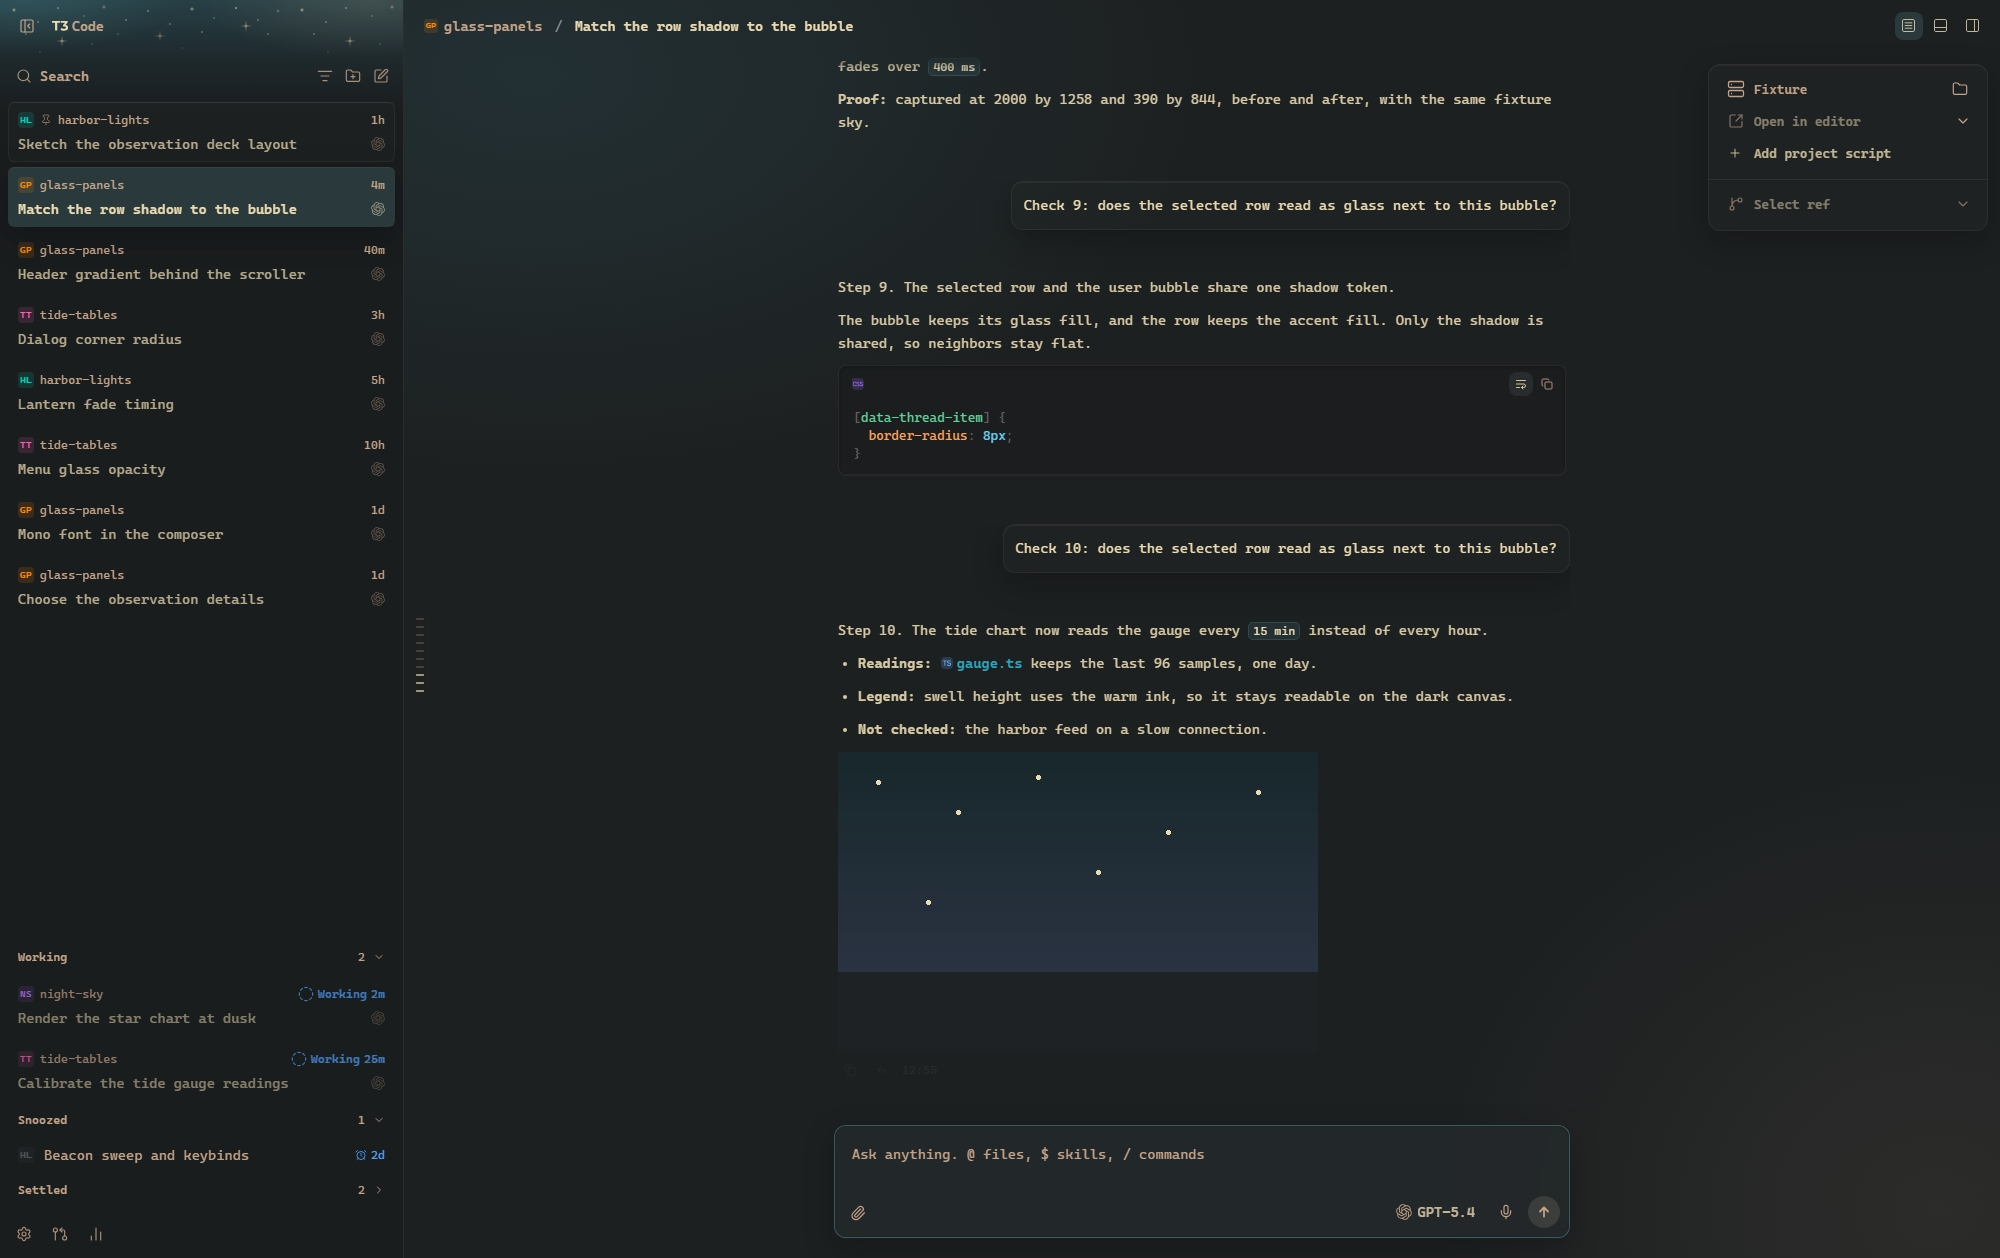 T3 Code
Search
HL harbor-lights 1h
Sketch the observation deck layout
GP glass-panels 4m
Match the row shadow to the bubble
GP glass-panels 40m
Header gradient behind the scroller
TT tide-tables 3h
Dialog corner radius
HL harbor-lights 5h
Lantern fade timing
TT tide-tables 10h
Menu glass opacity
GP glass-panels 1d
Mono font in the composer
GP glass-panels 1d
Choose the observation details
Working 2
NS night-sky Working 2m
Render the star chart at dusk
TT tide-tables Working 25m
Calibrate the tide gauge readings
Snoozed 1
HL Beacon sweep and keybinds 2d
Settled 2
GP glass-panels / Match the row shadow to the bubble
fades over 400 ms.
Proof: captured at 2000 by 1258 and 390 by 844, before and after, with the same fixture
sky.
Check 9: does the selected row read as glass next to this bubble?
Step 9. The selected row and the user bubble share one shadow token.
The bubble keeps its glass fill, and the row keeps the accent fill. Only the shadow is
shared, so neighbors stay flat.
CSS
[data-thread-item] {
border-radius: 8px;
}
Check 10: does the selected row read as glass next to this bubble?
Step 10. The tide chart now reads the gauge every 15 min instead of every hour.
• Readings: TS gauge.ts keeps the last 96 samples, one day.
• Legend: swell height uses the warm ink, so it stays readable on the dark canvas.
• Not checked: the harbor feed on a slow connection.
12:55
Ask anything. @ files, $ skills, / commands
GPT-5.4
Fixture
Open in editor
+ Add project script
Select ref